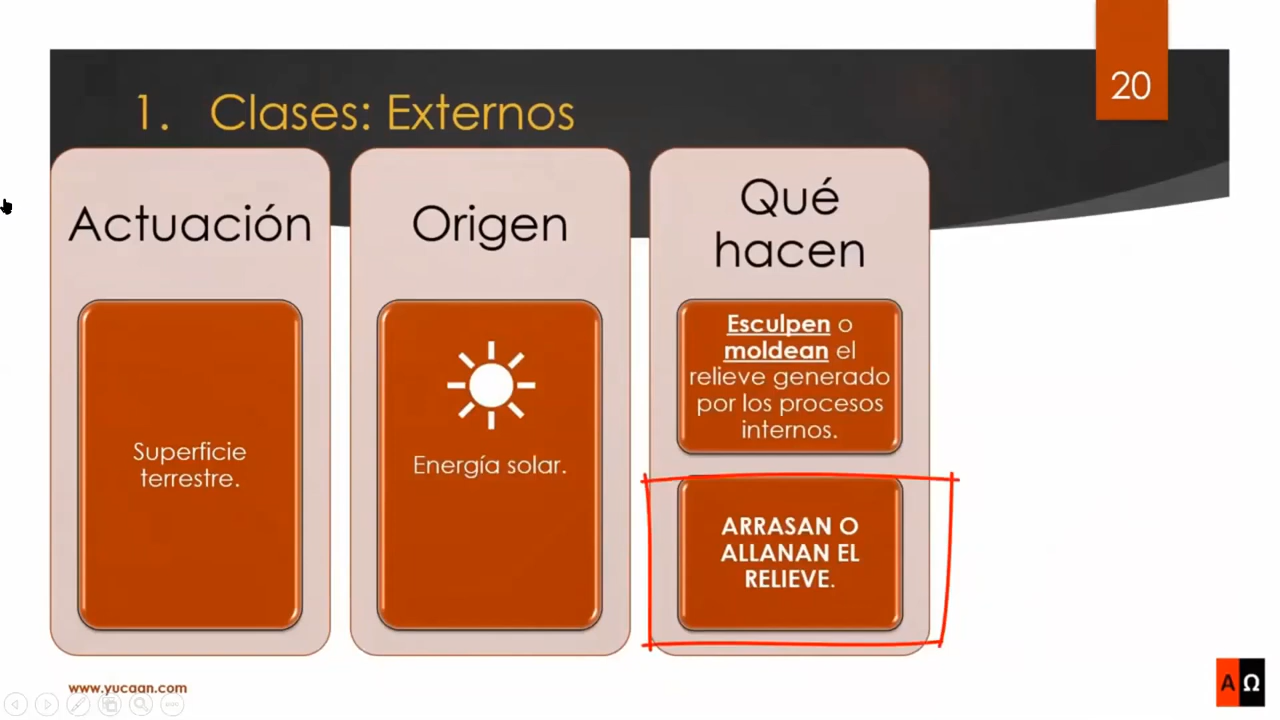 20
1. Clases: Externos
Actuación
Superficie
terrestre.
Origen
Energía solar.
Qué
hacen
Esculpen o
moldean el
relieve generado
por los procesos
internos.
ARRASAN O
ALLANAN EL
RELIEVE.
www.yucaan.com
ΑΩ